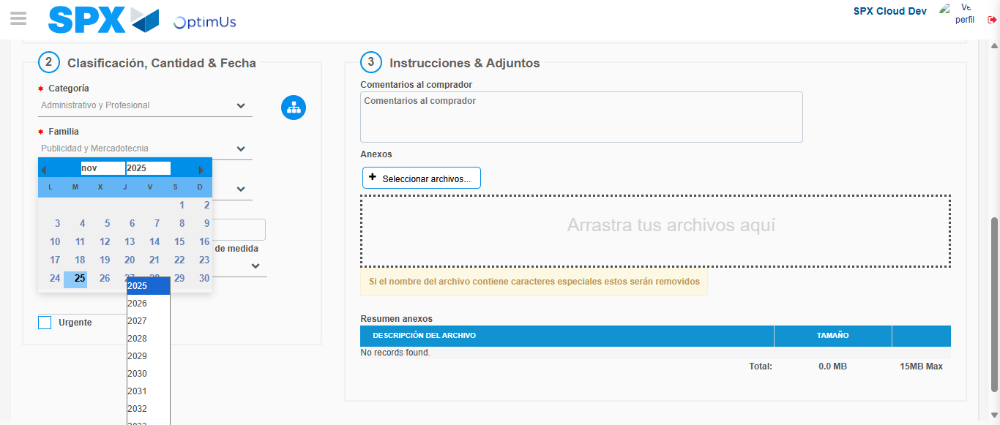 SPX
OptimUs
SPX Cloud Dev
Ve
perfil
2 Clasificación, Cantidad & Fecha
* Categoría
Administrativo y Profesional
* Familia
Publicidad y Mercadotecnia
nov 2025
L M X J V S D
1 2
3 4 5 6 7 8 9
10 11 12 13 14 15 16
17 18 19 20 21 22 23
24 25 26 27 28 29 30
de medida
2025
2026
2027
2028
2029
2030
2031
2032
Urgente
3 Instrucciones & Adjuntos
Comentarios al comprador
Comentarios al comprador
Anexos
+ Seleccionar archivos...
Arrastra tus archivos aquí
Si el nombre del archivo contiene caracteres especiales estos serán removidos
Resumen anexos
DESCRIPCIÓN DEL ARCHIVO TAMAÑO
No records found.
Total: 0.0 MB 15MB Max